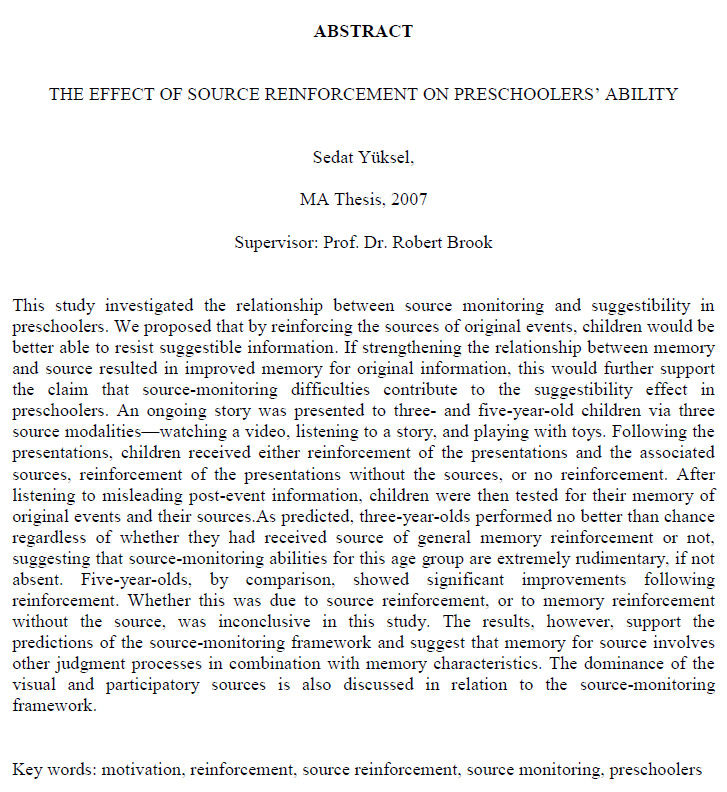 ABSTRACT
THE EFFECT OF SOURCE REINFORCEMENT ON PRESCHOOLERS’ ABILITY
Sedat Yüksel,
MA Thesis, 2007
Supervisor: Prof. Dr. Robert Brook
This study investigated the relationship between source monitoring and suggestibility in
preschoolers. We proposed that by reinforcing the sources of original events, children would be
better able to resist suggestible information. If strengthening the relationship between memory
and source resulted in improved memory for original information, this would further support
the claim that source-monitoring difficulties contribute to the suggestibility effect in
preschoolers. An ongoing story was presented to three- and five-year-old children via three
source modalities—watching a video, listening to a story, and playing with toys. Following the
presentations, children received either reinforcement of the presentations and the associated
sources, reinforcement of the presentations without the sources, or no reinforcement. After
listening to misleading post-event information, children were then tested for their memory of
original events and their sources.As predicted, three-year-olds performed no better than chance
regardless of whether they had received source of general memory reinforcement or not,
suggesting that source-monitoring abilities for this age group are extremely rudimentary, if not
absent. Five-year-olds, by comparison, showed significant improvements following
reinforcement. Whether this was due to source reinforcement, or to memory reinforcement
without the source, was inconclusive in this study. The results, however, support the
predictions of the source-monitoring framework and suggest that memory for source involves
other judgment processes in combination with memory characteristics. The dominance of the
visual and participatory sources is also discussed in relation to the source-monitoring
framework.
Key words: motivation, reinforcement, source reinforcement, source monitoring, preschoolers